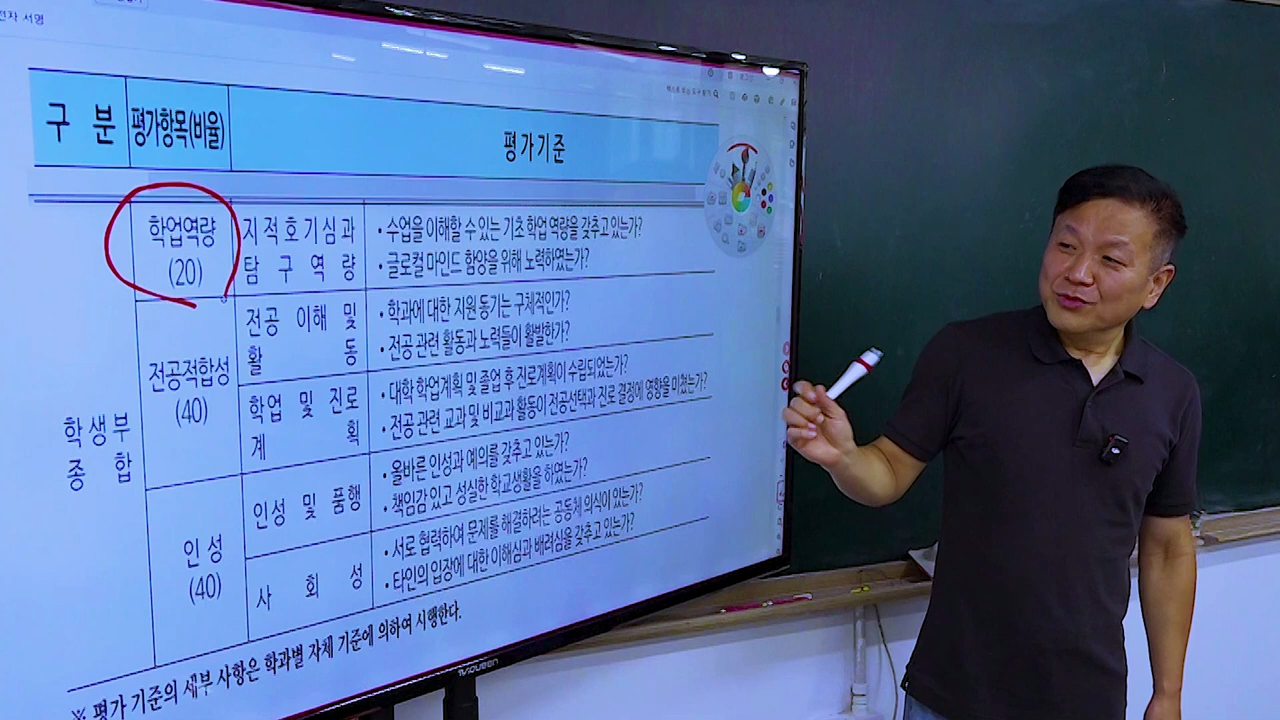 전자 서명
구 분 평가항목(비율) 평가기준
학생부
종 합
학업역량
(20)
지적호기심과
탐 구 역 량
• 수업을 이해할 수 있는 기초 학업 역량을 갖추고 있는가?
• 글로컬 마인드 함양을 위해 노력하였는가?
전공적합성
(40)
전공 이해 및
활 동
• 학과에 대한 지원 동기는 구체적인가?
• 전공 관련 활동과 노력들이 활발한가?
학업 및 진로
계 획
• 대학 학업계획 및 졸업 후 진로계획이 수립되었는가?
• 전공 관련 교과 및 비교과 활동이 전공선택과 진로 결정에 영향을 미쳤는가?
인 성
(40)
인성 및 품행
• 올바른 인성과 예의를 갖추고 있는가?
• 책임감 있고 성실한 학교생활을 하였는가?
사 회 성
• 서로 협력하여 문제를 해결하려는 공동체 의식이 있는가?
• 타인의 입장에 대한 이해심과 배려심을 갖추고 있는가?
※ 평가 기준의 세부 사항은 학과별 자체 기준에 의하여 시행한다.